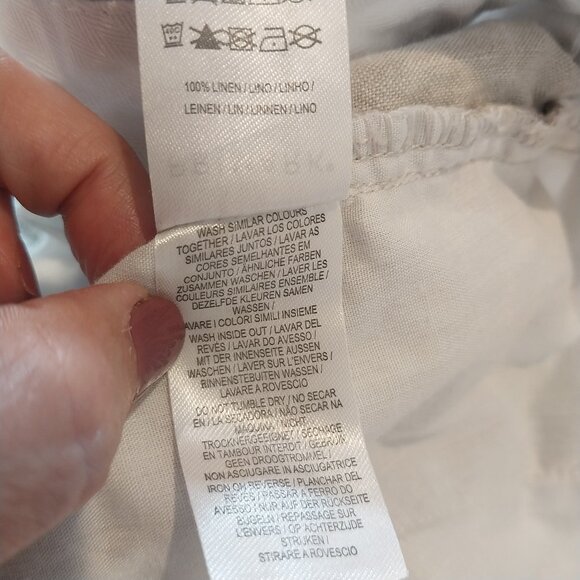 100% LINEN / LINO / LINHO /
LEINEN / LIN / LINNEN / LINO
WASH SIMILAR COLOURS
TOGETHER / LAVAR LOS COLORES
SIMILARES JUNTOS / LAVAR AS
CORES SEMELHANTES EM
CONJUNTO / ÄHNLICHE FARBEN
ZUSAMMEN WASCHEN / LAVER LES
COULEURS SIMILAIRES ENSEMBLE /
DEZELFDE KLEUREN SAMEN
WASSEN /
AVARE I COLORI SIMILI INSIEME
WASH INSIDE OUT / LAVAR DEL
REVÉS / LAVAR DO AVESSO /
MIT DER INNENSEITE AUSSEN
WASCHEN / LAVER SUR L'ENVERS /
BINNENSTEBUITEN WASSEN /
LAVARE A ROVESCIO
DO NOT TUMBLE DRY / NO SECAR
EN / LA SECADORA / NÃO SECAR NA
MÁQUINA / NICHT
TROCKNERGEEIGNET / SÉCHAGE
EN TAMBOUR INTERDIT / GEBRUIK
GEEN DROOGTROMMEL /
NON ASCIUGARE IN ASCIUGATRICE
IRON ON REVERSE / PLANCHAR DEL
REVÉS / PASSAR A FERRO DO
AVESSO / NUR AUF DER RÜCKSEITE
BÜGELN / REPASSAGE SUR
L'ENVERS / OP ACHTERZIJDE
STRIJKEN /
STIRARE A ROVESCIO